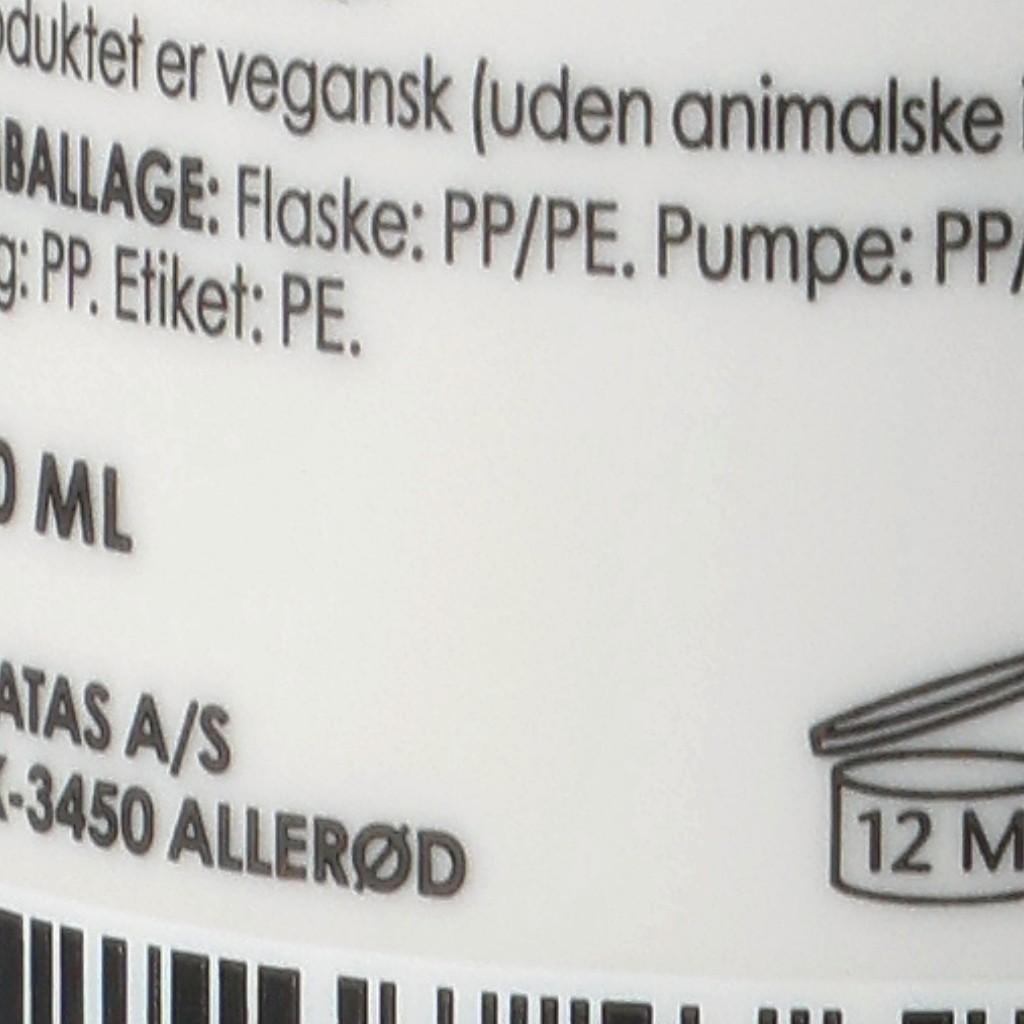 oduktet er vegansk (uden animalske
BALLAGE: Flaske: PP/PE. Pumpe: PP/
g: PP. Etiket: PE.
0 ML
ATAS A/S
-3450 ALLERØD
12 M